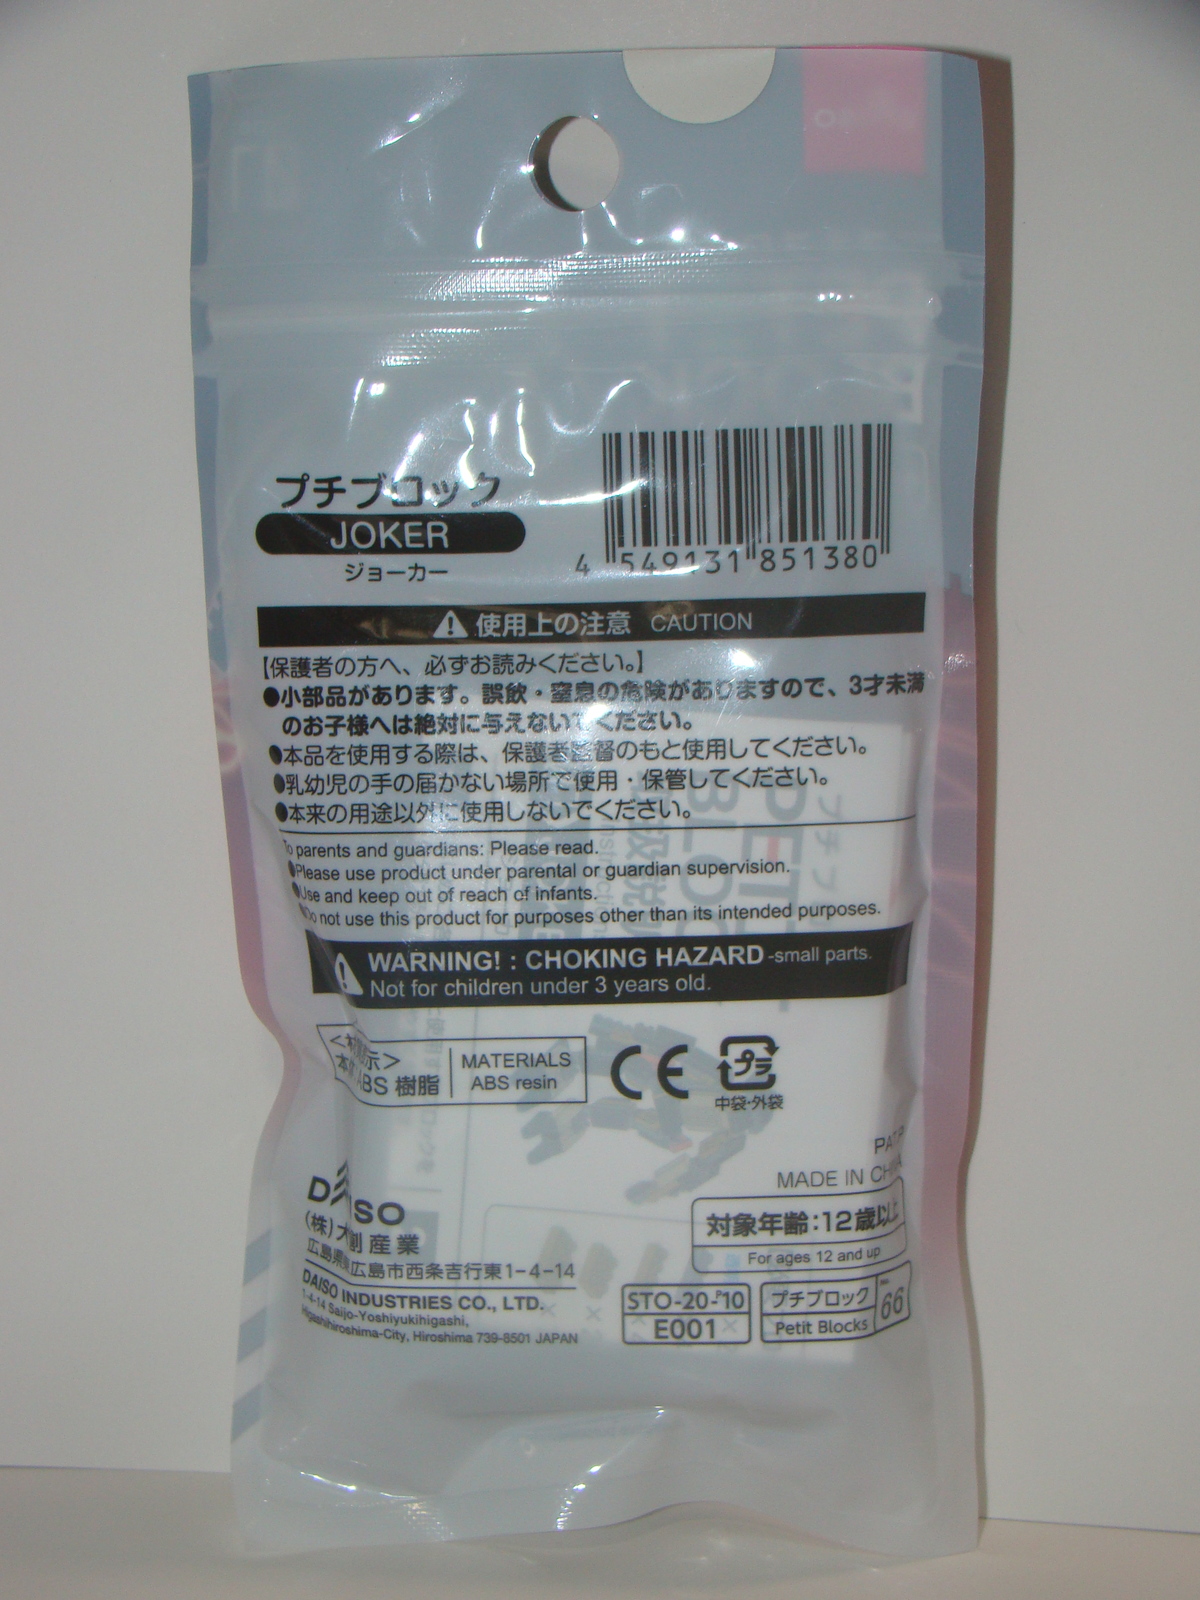 プチブロック
JOKER
ジョーカー
4 549131 851380
使用上の注意 CAUTION
【保護者の方へ、必ずお読みください。】
●小部品があります。誤飲・窒息の危険がありますので、3才未満
のお子様へは絶対に与えないでください。
●本品を使用する際は、保護者監督のもと使用してください。
●乳幼児の手の届かない場所で使用・保管してください。
●本来の用途以外に使用しないでください。
To parents and guardians: Please read.
●Please use product under parental or guardian supervision.
●Use and keep out of reach of infants.
●Do not use this product for purposes other than its intended purposes.
WARNING! : CHOKING HAZARD -small parts.
Not for children under 3 years old.
<材質表示>
本体:ABS 樹脂
MATERIALS
ABS resin
CE
プラ
中袋・外袋
PAT.P
MADE IN CHINA
DAISO
(株)大創産業
広島県東広島市西条吉行東1-4-14
DAISO INDUSTRIES CO., LTD.
1-4-14 Saijo-Yoshiyukihigashi,
Higashihiroshima-City, Hiroshima 739-8501 JAPAN
対象年齢:12歳以上
For ages 12 and up
STO-20-P10
E001
プチブロック
Petit Blocks
No.
66